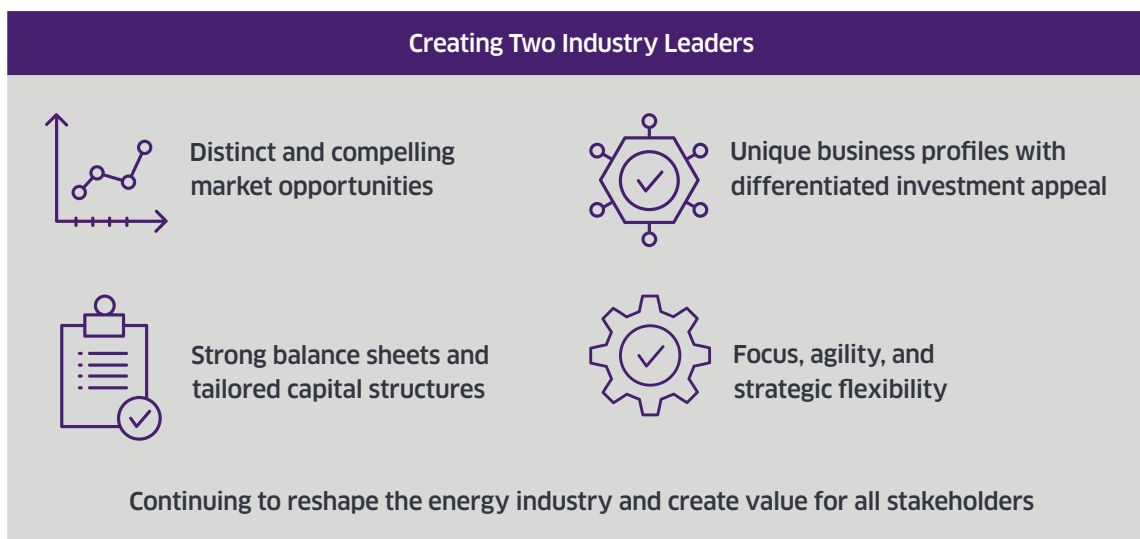 Creating Two Industry Leaders
Distinct and compelling
market opportunities
Unique business profiles with
differentiated investment appeal
Strong balance sheets and
tailored capital structures
Focus, agility, and
strategic flexibility
Continuing to reshape the energy industry and create value for all stakeholders